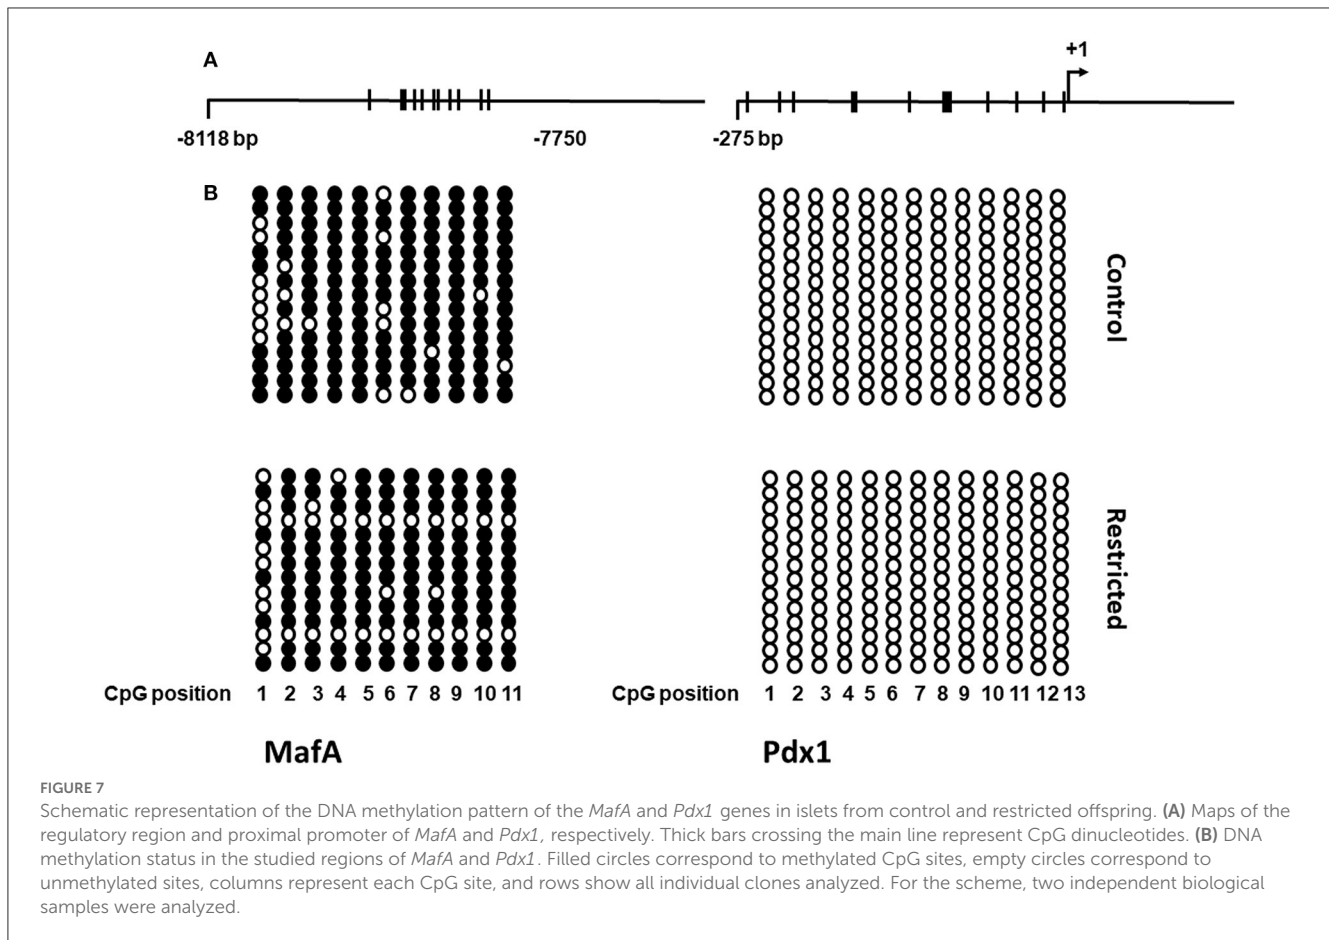 A
+1
-8118 bp
-7750
-275 bp
B
Control
Restricted
CpG position 1 2 3 4 5 6 7 8 9 10 11
CpG position 1 2 3 4 5 6 7 8 9 10 11 12 13
MafA
Pdx1
FIGURE 7
Schematic representation of the DNA methylation pattern of the MafA and Pdx1 genes in islets from control and restricted offspring. (A) Maps of the
regulatory region and proximal promoter of MafA and Pdx1, respectively. Thick bars crossing the main line represent CpG dinucleotides. (B) DNA
methylation status in the studied regions of MafA and Pdx1. Filled circles correspond to methylated CpG sites, empty circles correspond to
unmethylated sites, columns represent each CpG site, and rows show all individual clones analyzed. For the scheme, two independent biological
samples were analyzed.